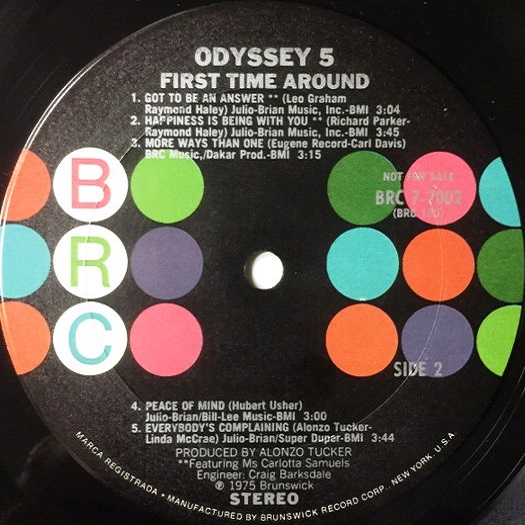 ODYSSEY 5
FIRST TIME AROUND
1. GOT TO BE AN ANSWER ** (Leo Graham
Raymond Haley) Julio-Brian Music, Inc.-BMI 3:04
2. HAPPINESS IS BEING WITH YOU ** (Richard Parker-
Raymond Haley) Julio-Brian Music, Inc.-BMI 3:45
3. MORE WAYS THAN ONE (Eugene Record-Carl Davis)
BRC Music,/Dakar Prod.-BMI 3:15
B
R
C
NOT FOR SALE
BRC 7-7002
SIDE 2
4. PEACE OF MIND (Hubert Usher)
Julio-Brian/Bill-Lee Music-BMI 3:00
5. EVERYBODY'S COMPLAINING (Alonzo Tucker-
Linda McCrae) Julio-Brian/Super Duper-BMI 3:44
PRODUCED BY ALONZO TUCKER
**Featuring Ms Carlotta Samuels
Engineer: Craig Barksdale
℗ 1975 Brunswick
STEREO
MARCA REGISTRADA • MANUFACTURED BY BRUNSWICK RECORD CORP., NEW YORK, U.S.A.